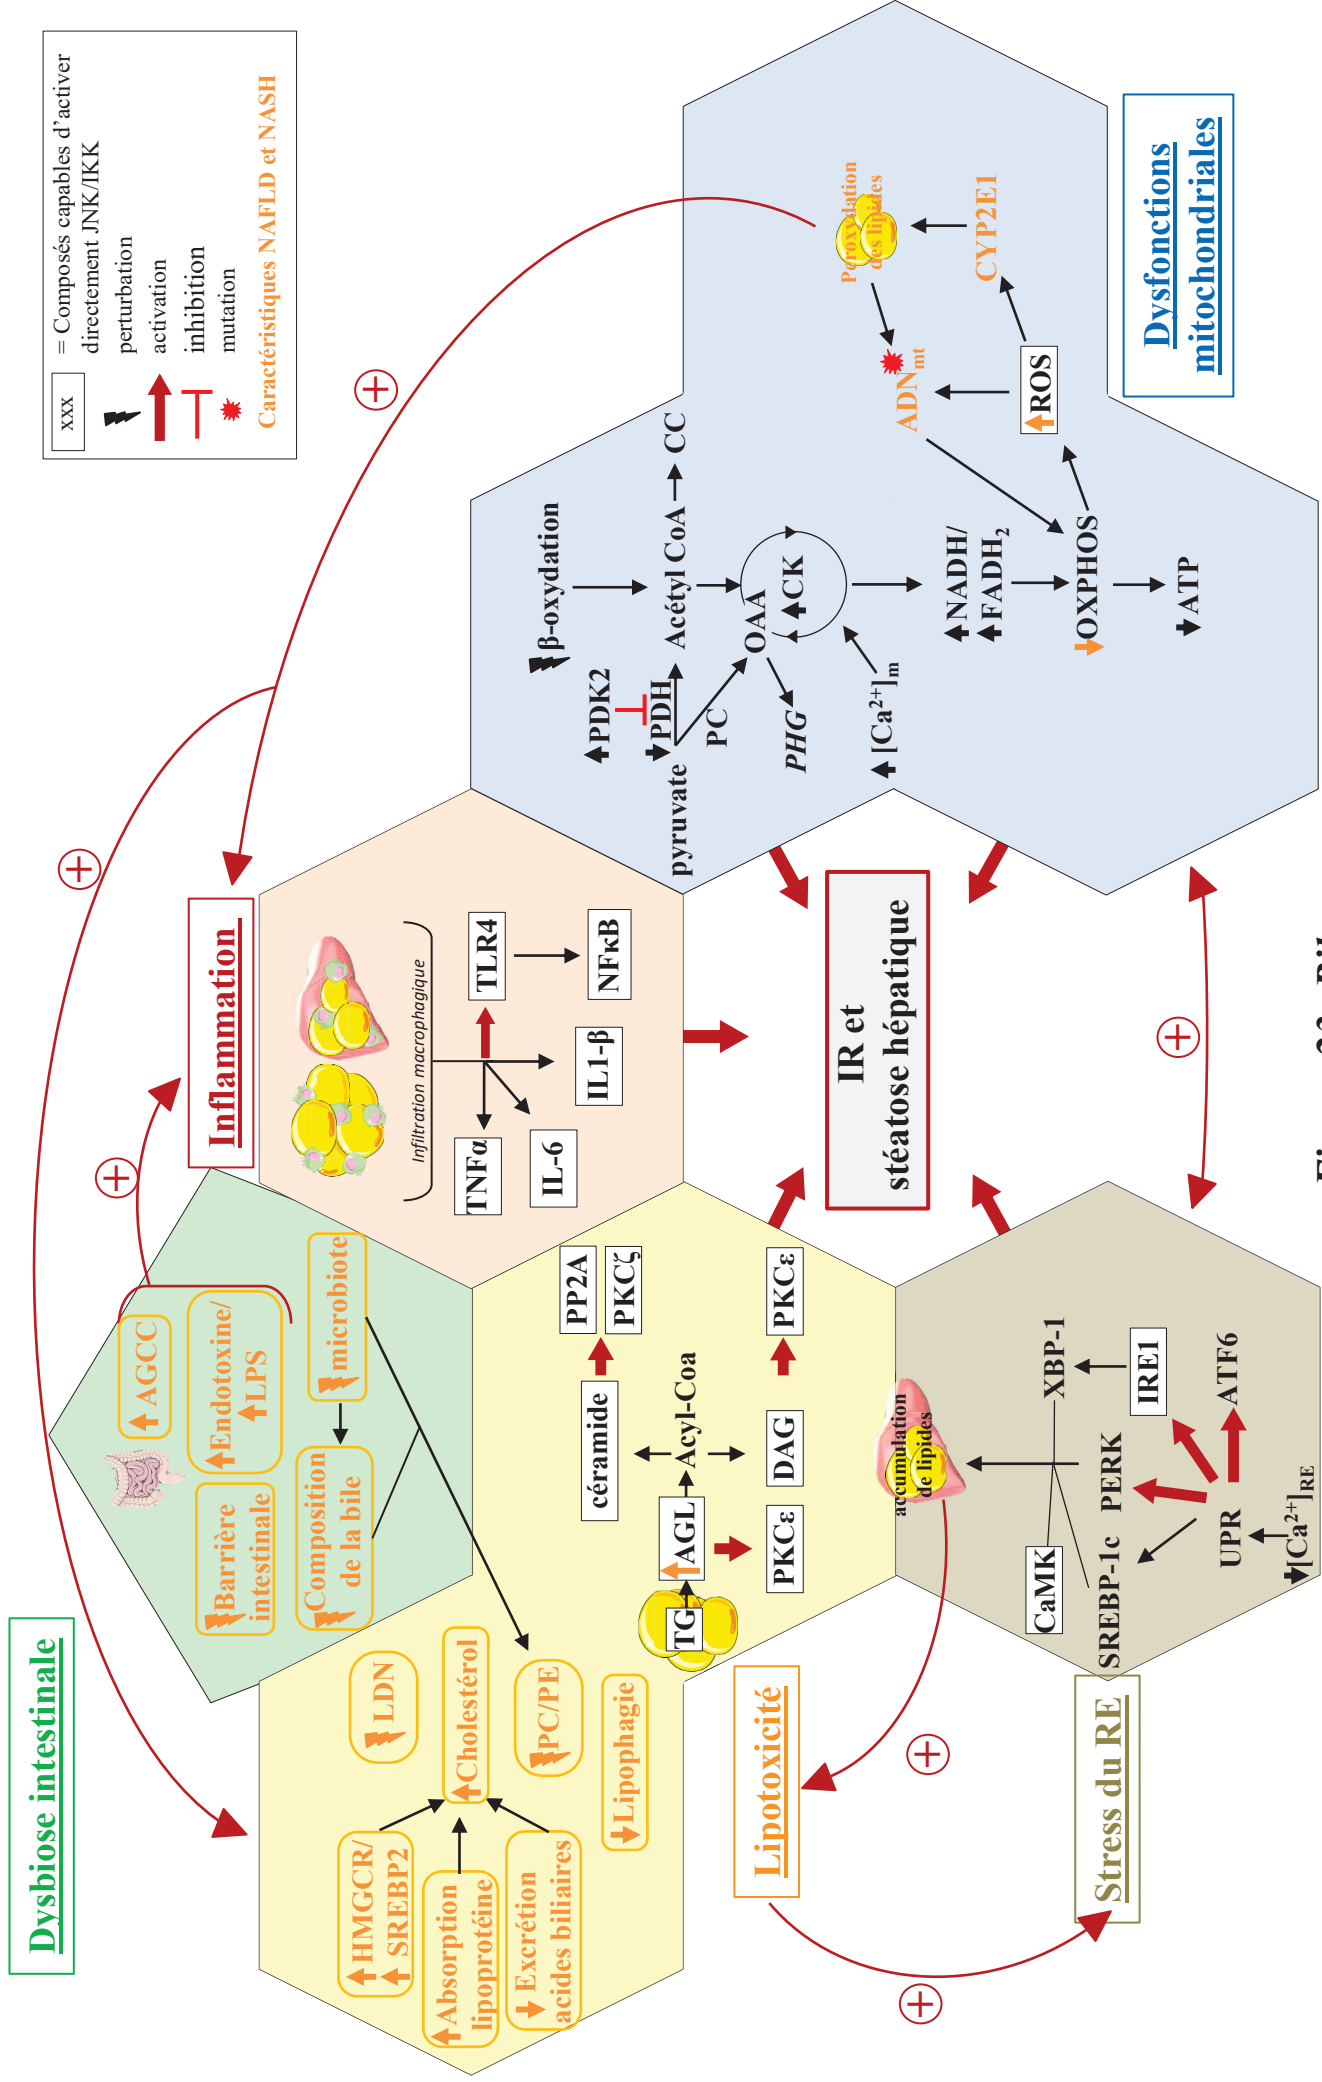 Dysbiose intestinale
Inflammation
xxx
= Composés capables d’activer
directement JNK/IKK
perturbation
activation
inhibition
mutation
Caractéristiques NAFLD et NASH
Barrière
intestinale
Endotoxine/
LPS
AGCC
Composition
de la bile
microbiote
HMGCR/
SREBP2
Absorption
lipoprotéine
Excrétion
acides biliaires
LDN
Cholestérol
PC/PE
Lipophagie
TG
AGL
Acyl-Coa
céramide
PP2A
PKCζ
PKCε
DAG
PKCε
Lipotoxicité
Infiltration macrophagique
TNFα
IL-6
IL1-β
TLR4
NFκB
IR et
stéatose hépatique
β-oxydation
PDK2
PDH
pyruvate
Acétyl CoA
CC
PC
OAA
CK
PHG
[Ca2+]m
NADH/
FADH2
OXPHOS
ATP
ADNmt
ROS
CYP2E1
Peroxydation
des lipides
Dysfonctions
mitochondriales
accumulation
de lipides
CaMK
SREBP-1c
PERK
XBP-1
IRE1
ATF6
UPR
[Ca2+]RE
Stress du RE
+
+
+
+
+
+